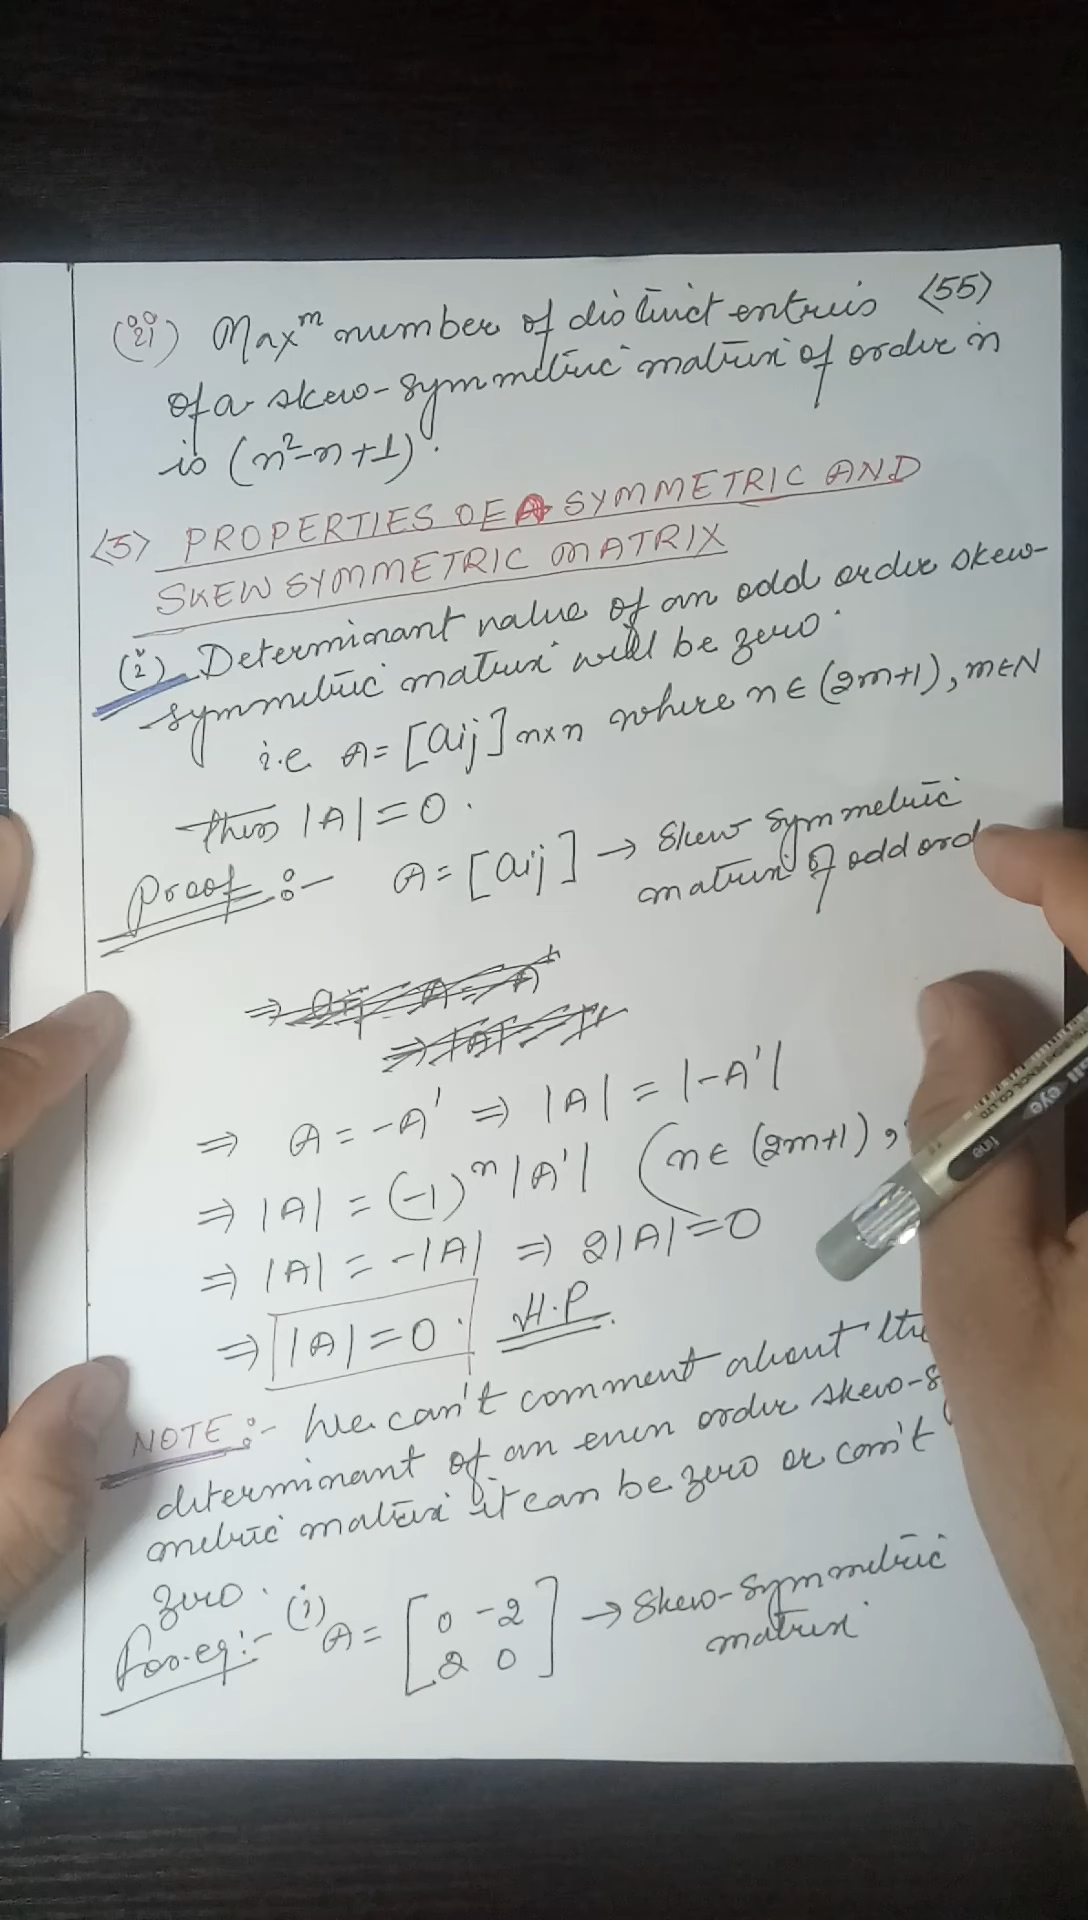 (ii) Max^m number of distinct entries <55>
of a skew-symmetric matrix of order n
is (n²-n+1).
<5> PROPERTIES OF SYMMETRIC AND
SKEW SYMMETRIC MATRIX
(i) Determinant value of an odd order skew-
symmetric matrix will be zero.
i.e A = [aij] n×n where n ∈ (2m+1), m∈N
then |A| = 0.
Proof :- A = [aij] → Skew symmetric
matrix of odd ord
⇒ A = -A' ⇒ |A| = |-A'|
⇒ |A| = (-1)^n |A'| (n ∈ (2m+1),
⇒ |A| = -|A| ⇒ 2|A| = 0
⇒ |A| = 0. H.P.
NOTE :- We can't comment about the
determinant of an even order skew-s
metric matrix it can be zero or can't
zero.
For eg:- (i) A = [0 -2
2 0] → Skew-symmetric
matrix
eye
fine